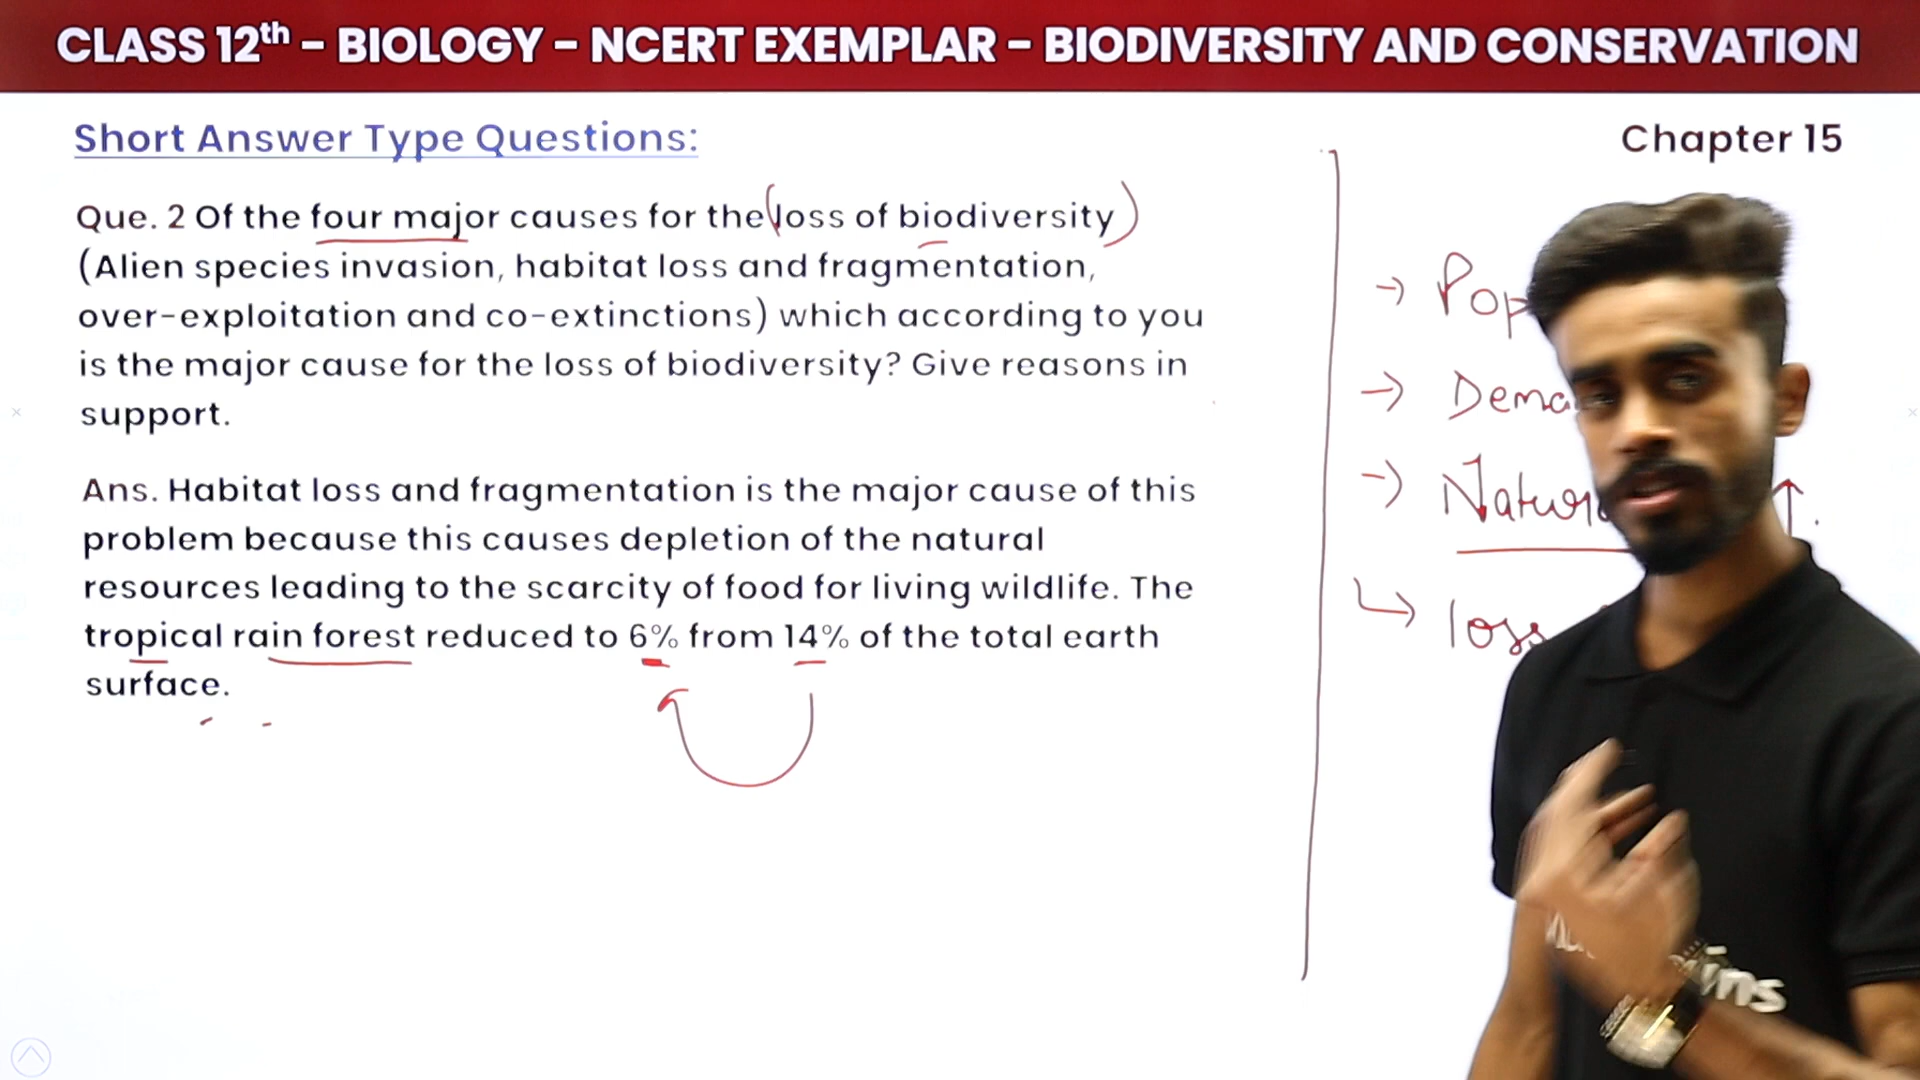 CLASS 12th – BIOLOGY – NCERT EXEMPLAR – BIODIVERSITY AND CONSERVATION
Short Answer Type Questions:
Chapter 15
Que. 2 Of the four major causes for the loss of biodiversity
(Alien species invasion, habitat loss and fragmentation,
over-exploitation and co-extinctions) which according to you
is the major cause for the loss of biodiversity? Give reasons in
support.
Ans. Habitat loss and fragmentation is the major cause of this
problem because this causes depletion of the natural
resources leading to the scarcity of food for living wildlife. The
tropical rain forest reduced to 6% from 14% of the total earth
surface.
→ Pop
→ Dema
→ Natur
↳ loss